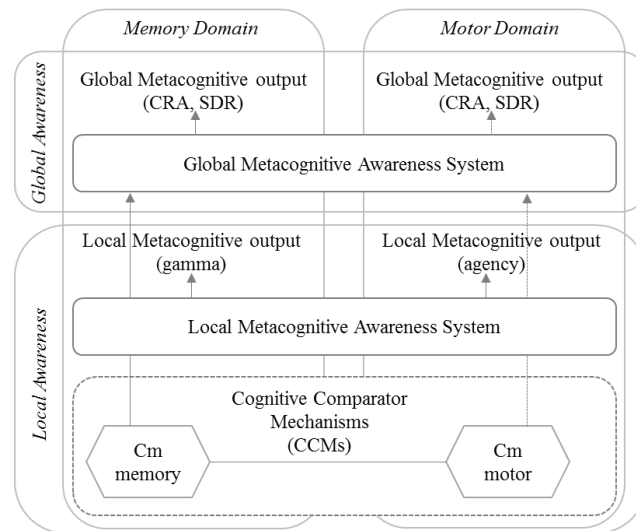 Memory Domain
Motor Domain
Global Awareness
Global Metacognitive output
(CRA, SDR)
Global Metacognitive output
(CRA, SDR)
Global Metacognitive Awareness System
Local Awareness
Local Metacognitive output
(gamma)
Local Metacognitive output
(agency)
Local Metacognitive Awareness System
Cognitive Comparator
Mechanisms
(CCMs)
Cm
memory
Cm
motor